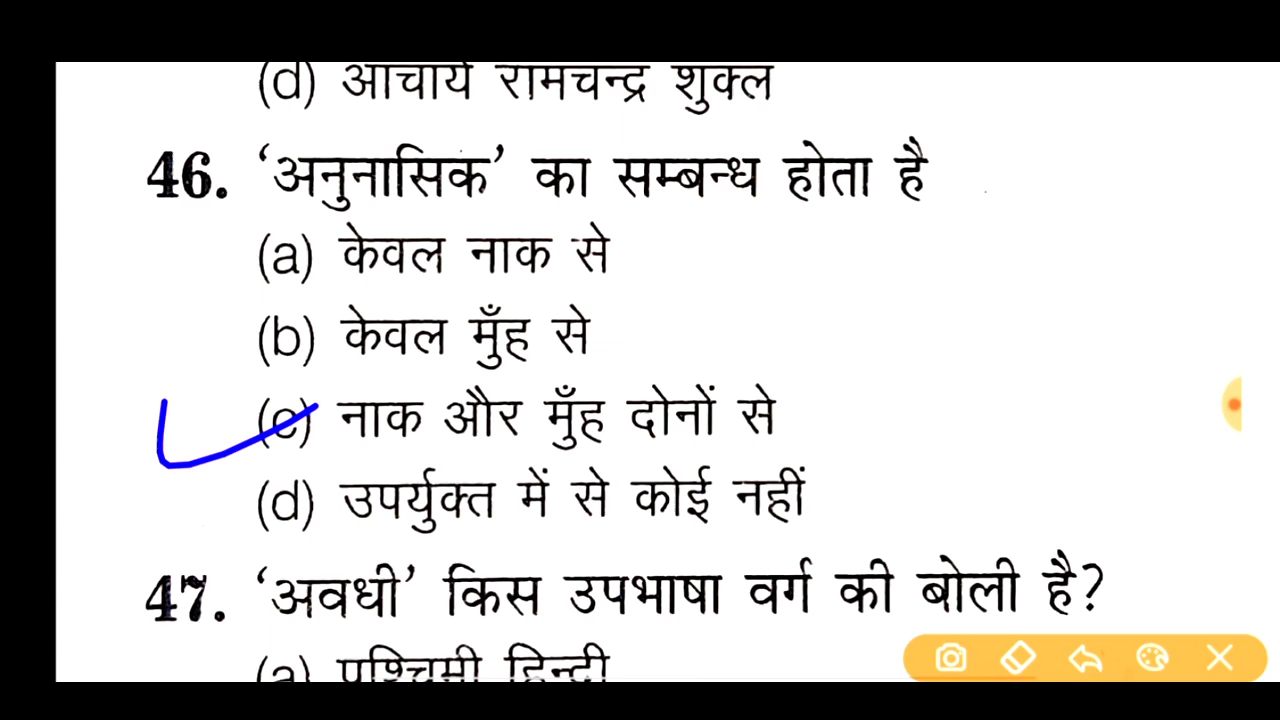 (d) आचार्य रामचन्द्र शुक्ल
46. ‘अनुनासिक’ का सम्बन्ध होता है
(a) केवल नाक से
(b) केवल मुँह से
(c) नाक और मुँह दोनों से
(d) उपर्युक्त में से कोई नहीं
47. ‘अवधी’ किस उपभाषा वर्ग की बोली है?
(a) पश्चिमी हिन्दी